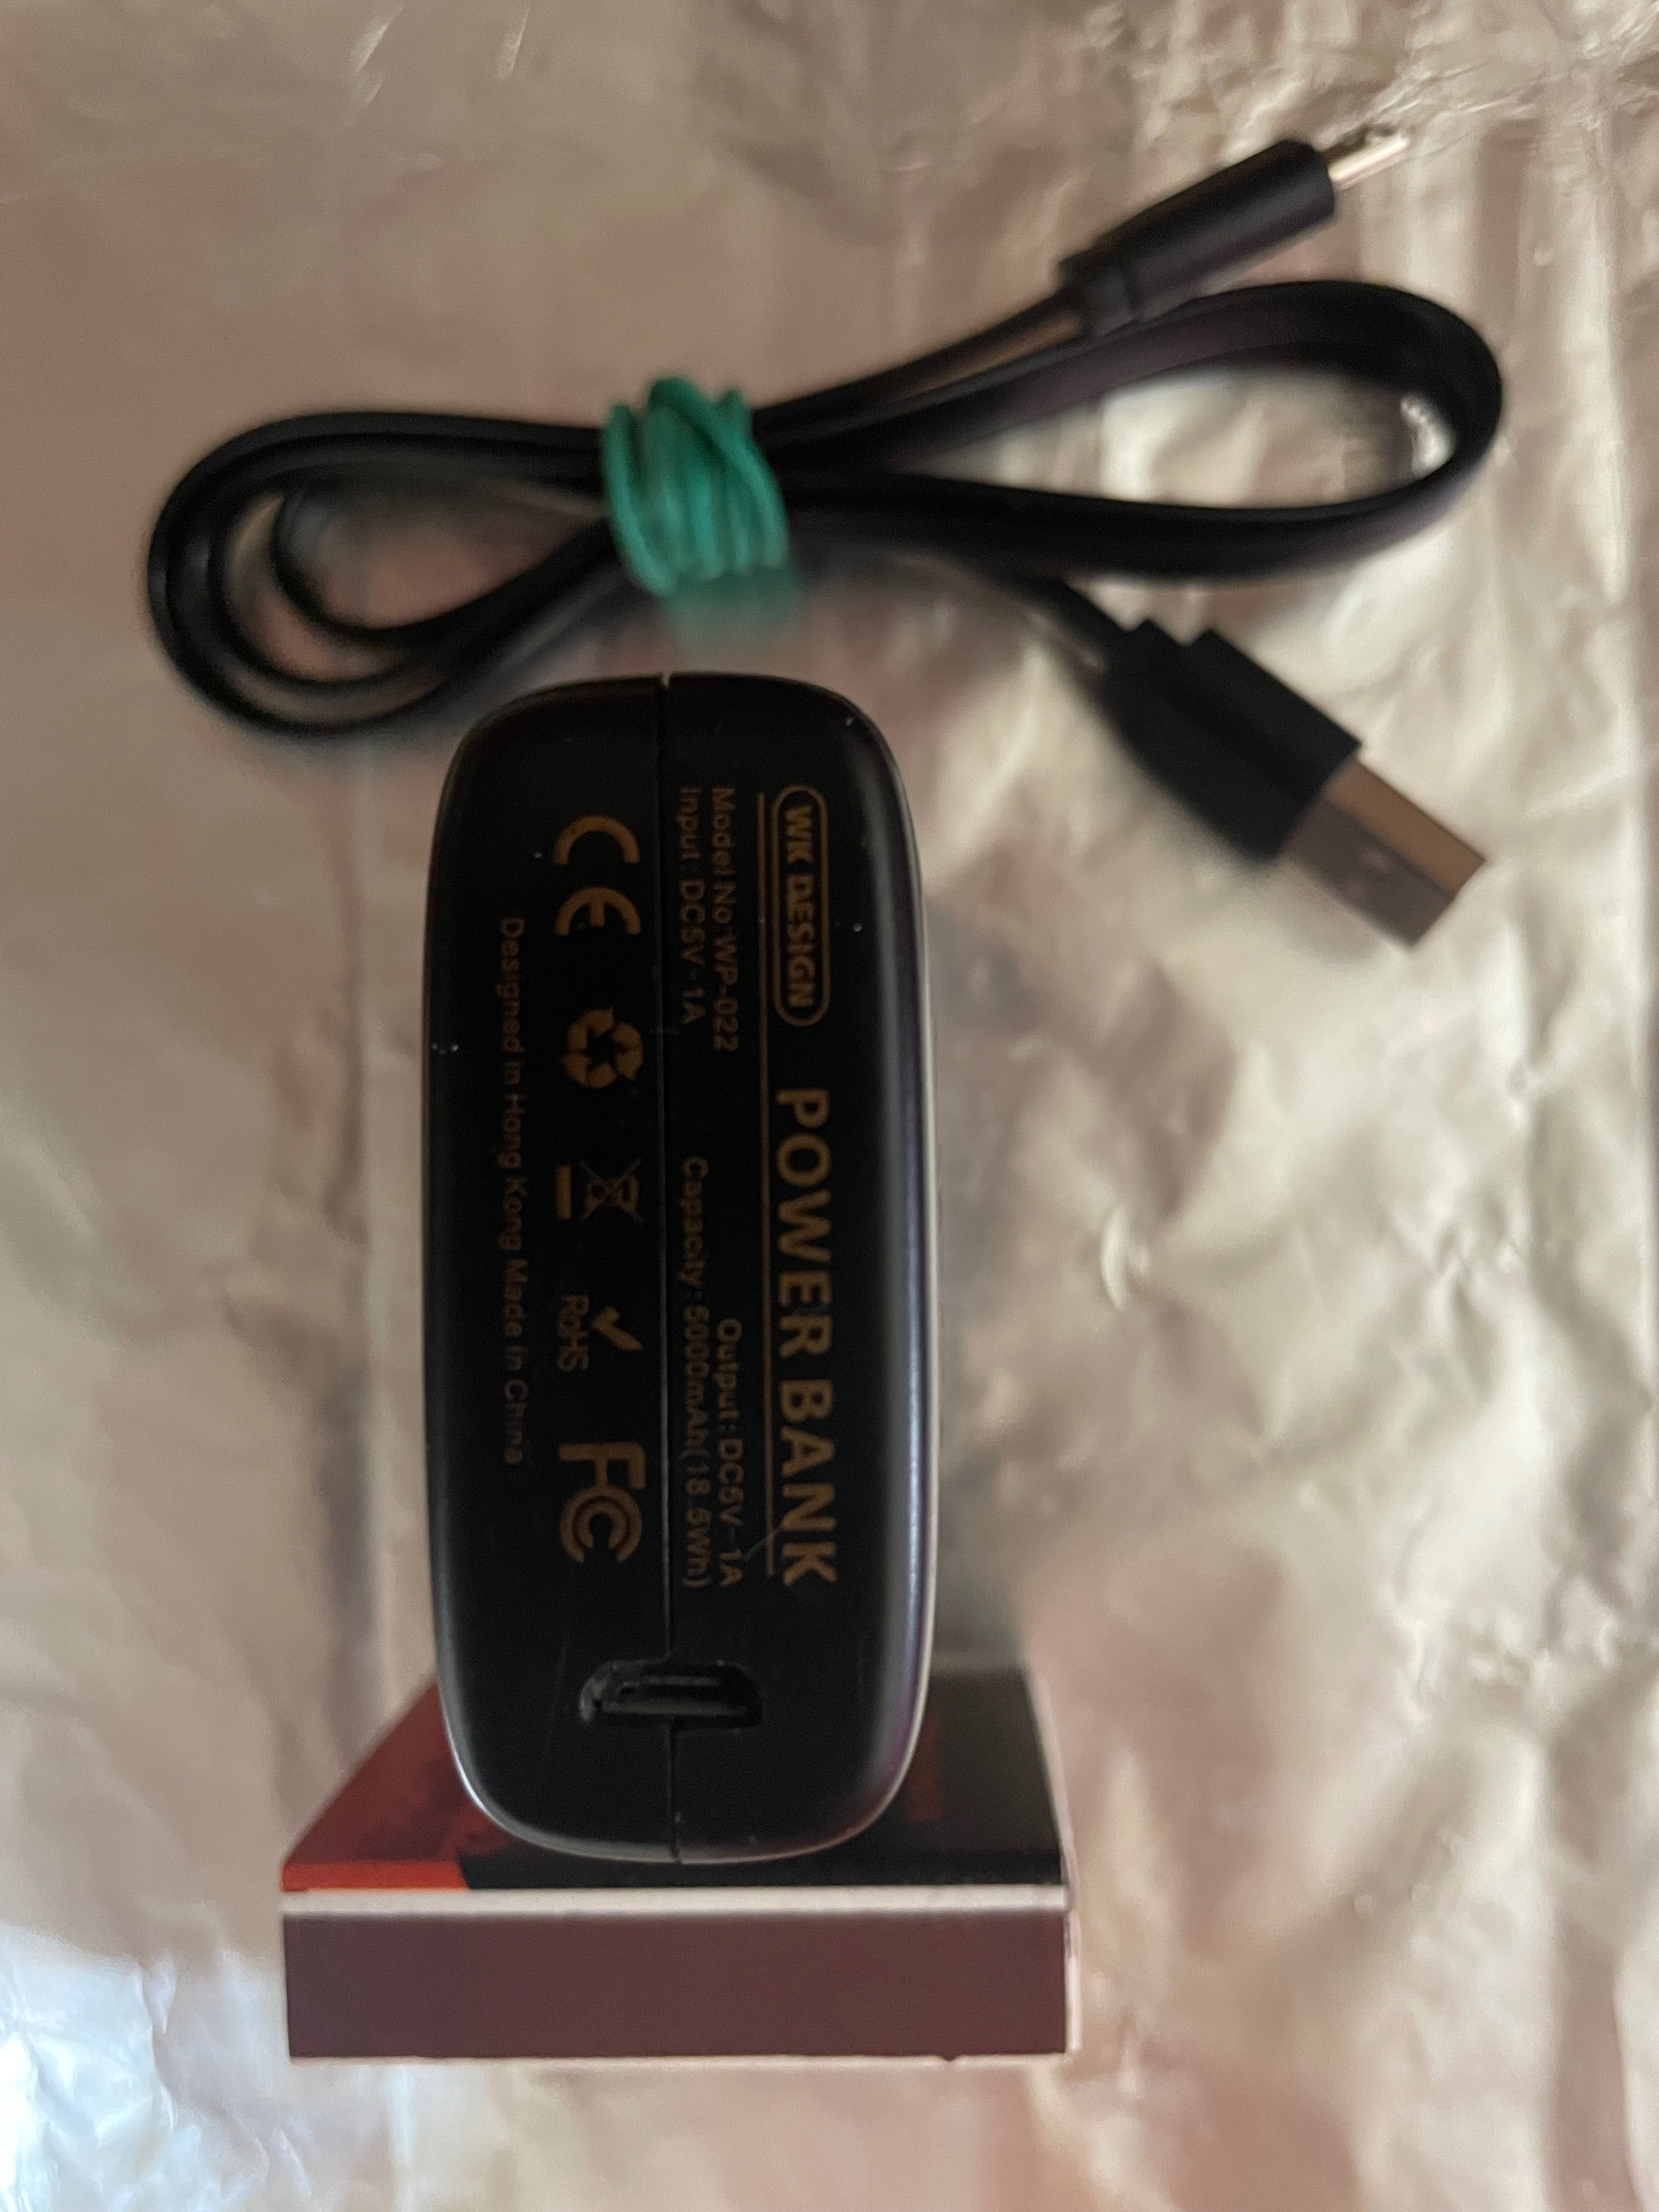 WK DESIGN POWER BANK
Model No:WP-022 Output: DC5V-1A
Input: DC5V-1A Capacity: 5000mAh(18.5Wh)
CE RoHS FC
Designed in Hong Kong Made in China